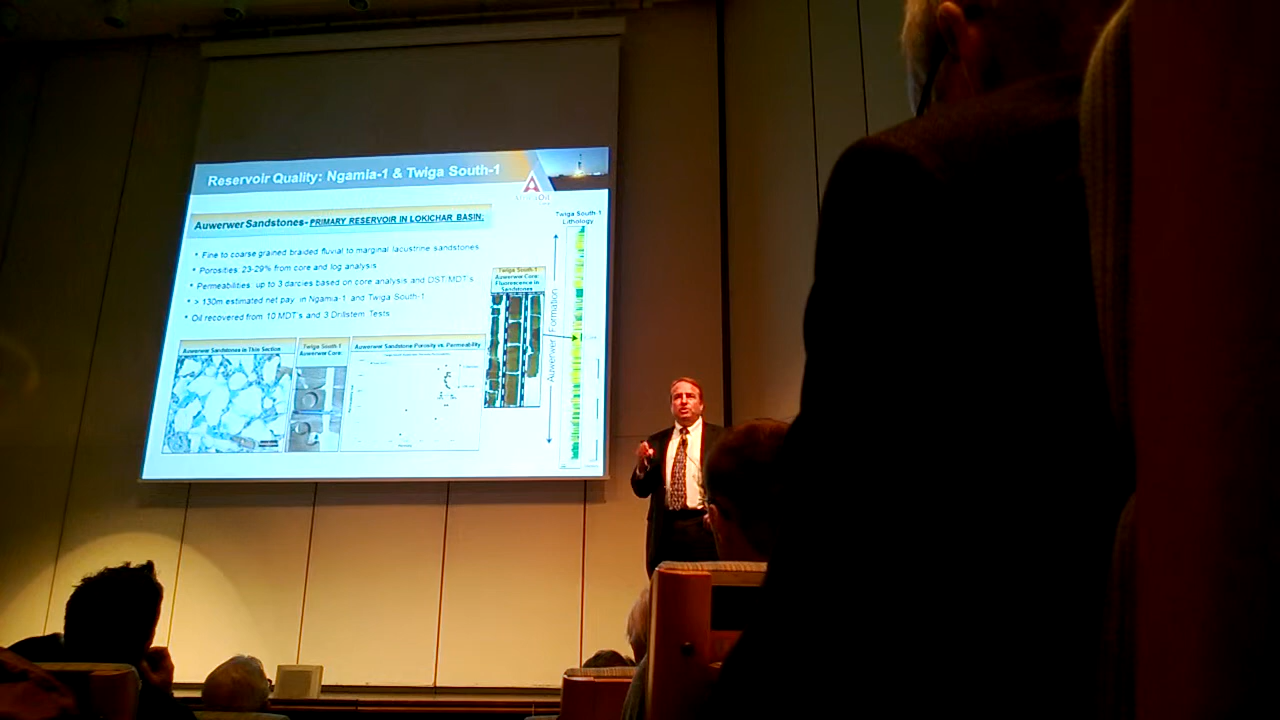 Reservoir Quality: Ngamia-1 & Twiga South-1
Auwerwer Sandstones- PRIMARY RESERVOIR IN LOKICHAR BASIN:
• Fine to coarse grained braided fluvial to marginal lacustrine sandstones
• Porosities: 23-29% from core and log analysis
• Permeabilities: up to 3 darcies based on core analysis and DST/MDT's
• > 130m estimated net pay in Ngamia-1 and Twiga South-1
• Oil recovered from 10 MDT's and 3 Drillstem Tests
Twiga South-1
Lithology
Twiga South-1
Auwerwer Core:
Fluorescence in
Sandstones
Auwerwer Formation
Auwerwer Sandstones in Thin Section
Twiga South-1
Auwerwer Core:
Auwerwer Sandstone Porosity vs. Permeability